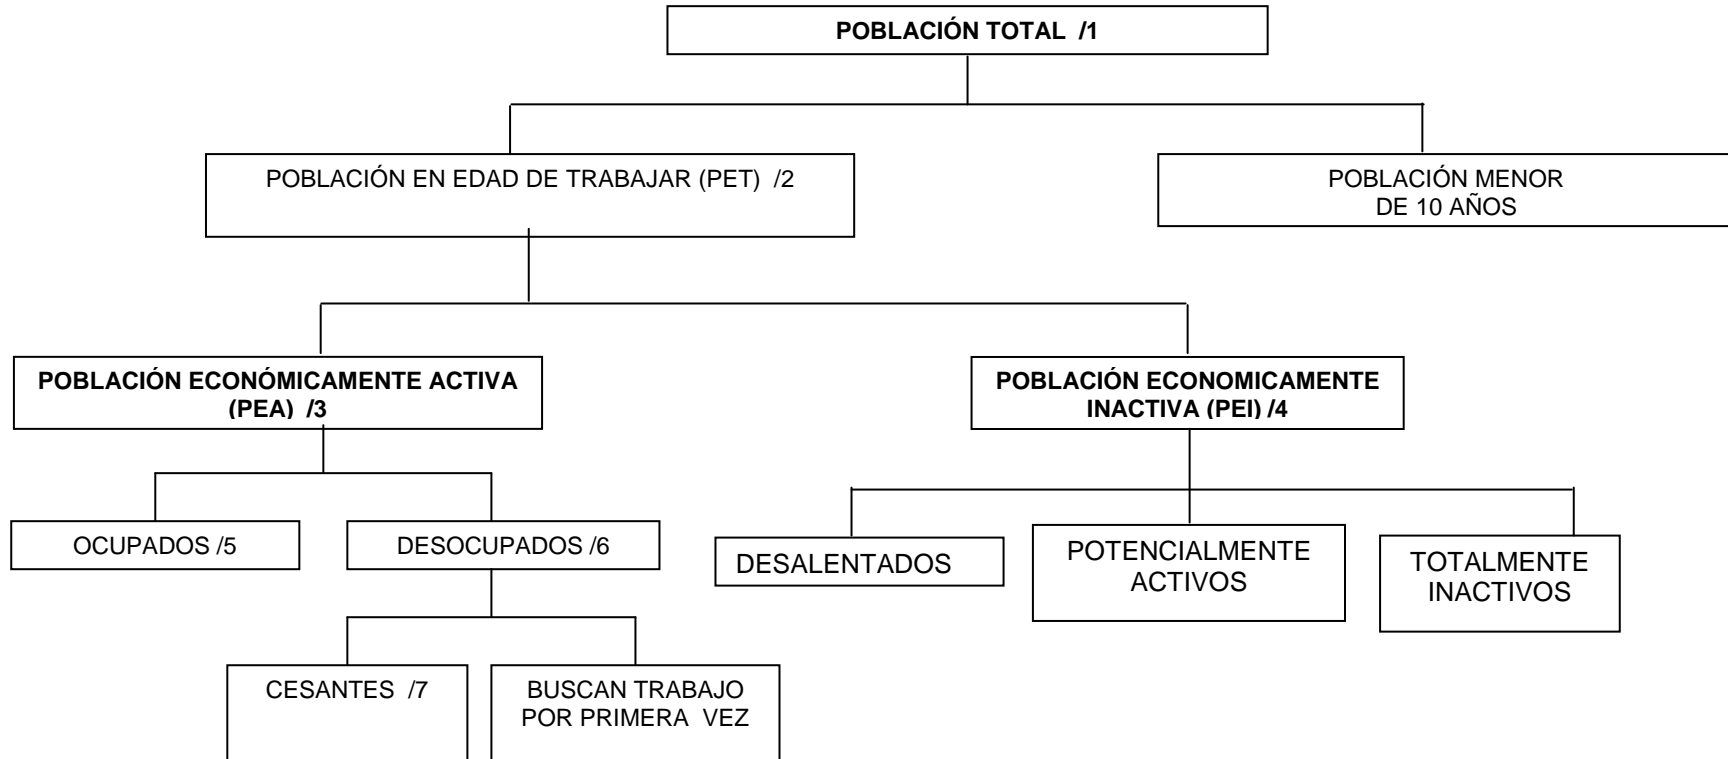 POBLACIÓN TOTAL /1
POBLACIÓN EN EDAD DE TRABAJAR (PET) /2
POBLACIÓN MENOR
DE 10 AÑOS
POBLACIÓN ECONÓMICAMENTE ACTIVA
(PEA) /3
POBLACIÓN ECONOMICAMENTE
INACTIVA (PEI) /4
OCUPADOS /5
DESOCUPADOS /6
DESALENTADOS
POTENCIALMENTE
ACTIVOS
TOTALMENTE
INACTIVOS
CESANTES /7
BUSCAN TRABAJO
POR PRIMERA VEZ